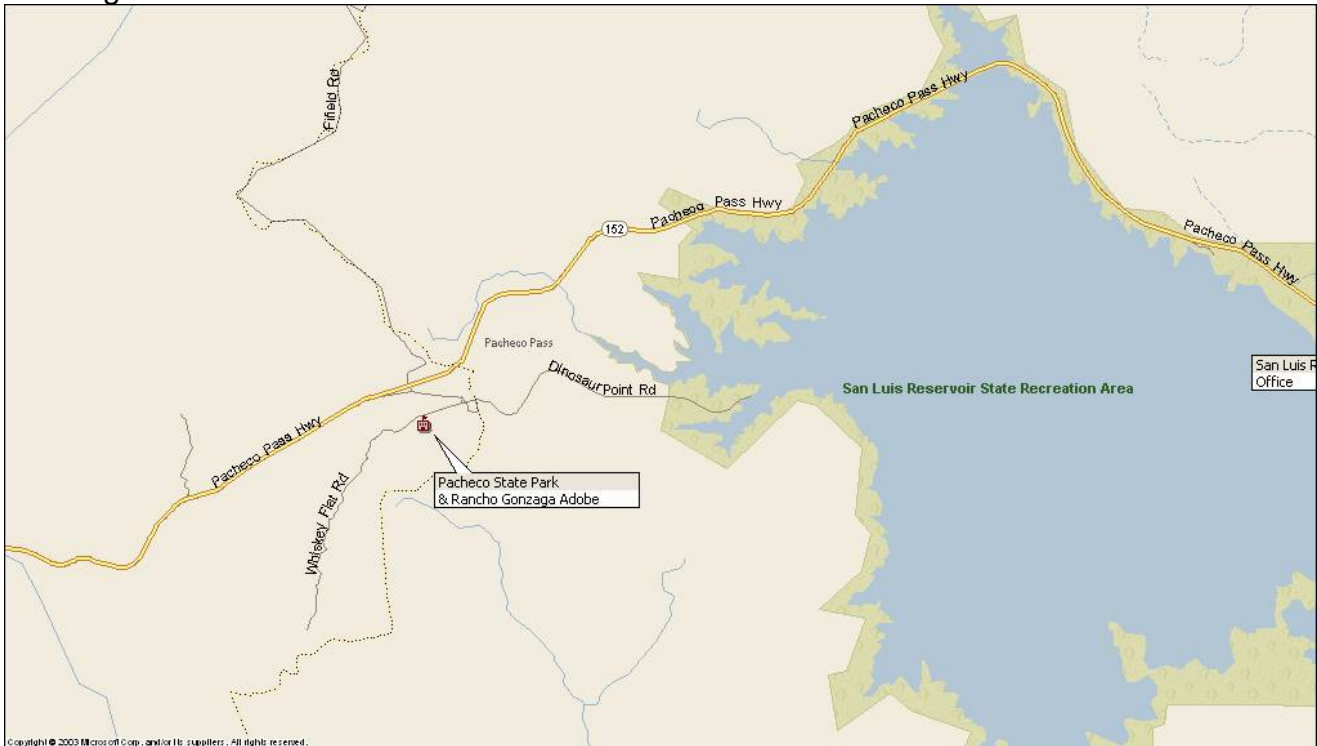 Fifield Rd
Pacheco Pass Hwy
Pacheco Pass Hwy
152
Pacheco Pass Hwy
Pacheco Pass
Dinosaur Point Rd
San Luis R
Office
San Luis Reservoir State Recreation Area
Pacheco Pass Hwy
Pacheco State Park
& Rancho Gonzaga Adobe
Whiskey Flat Rd
Copyright © 2003 Microsoft Corp. and/or its suppliers. All rights reserved.